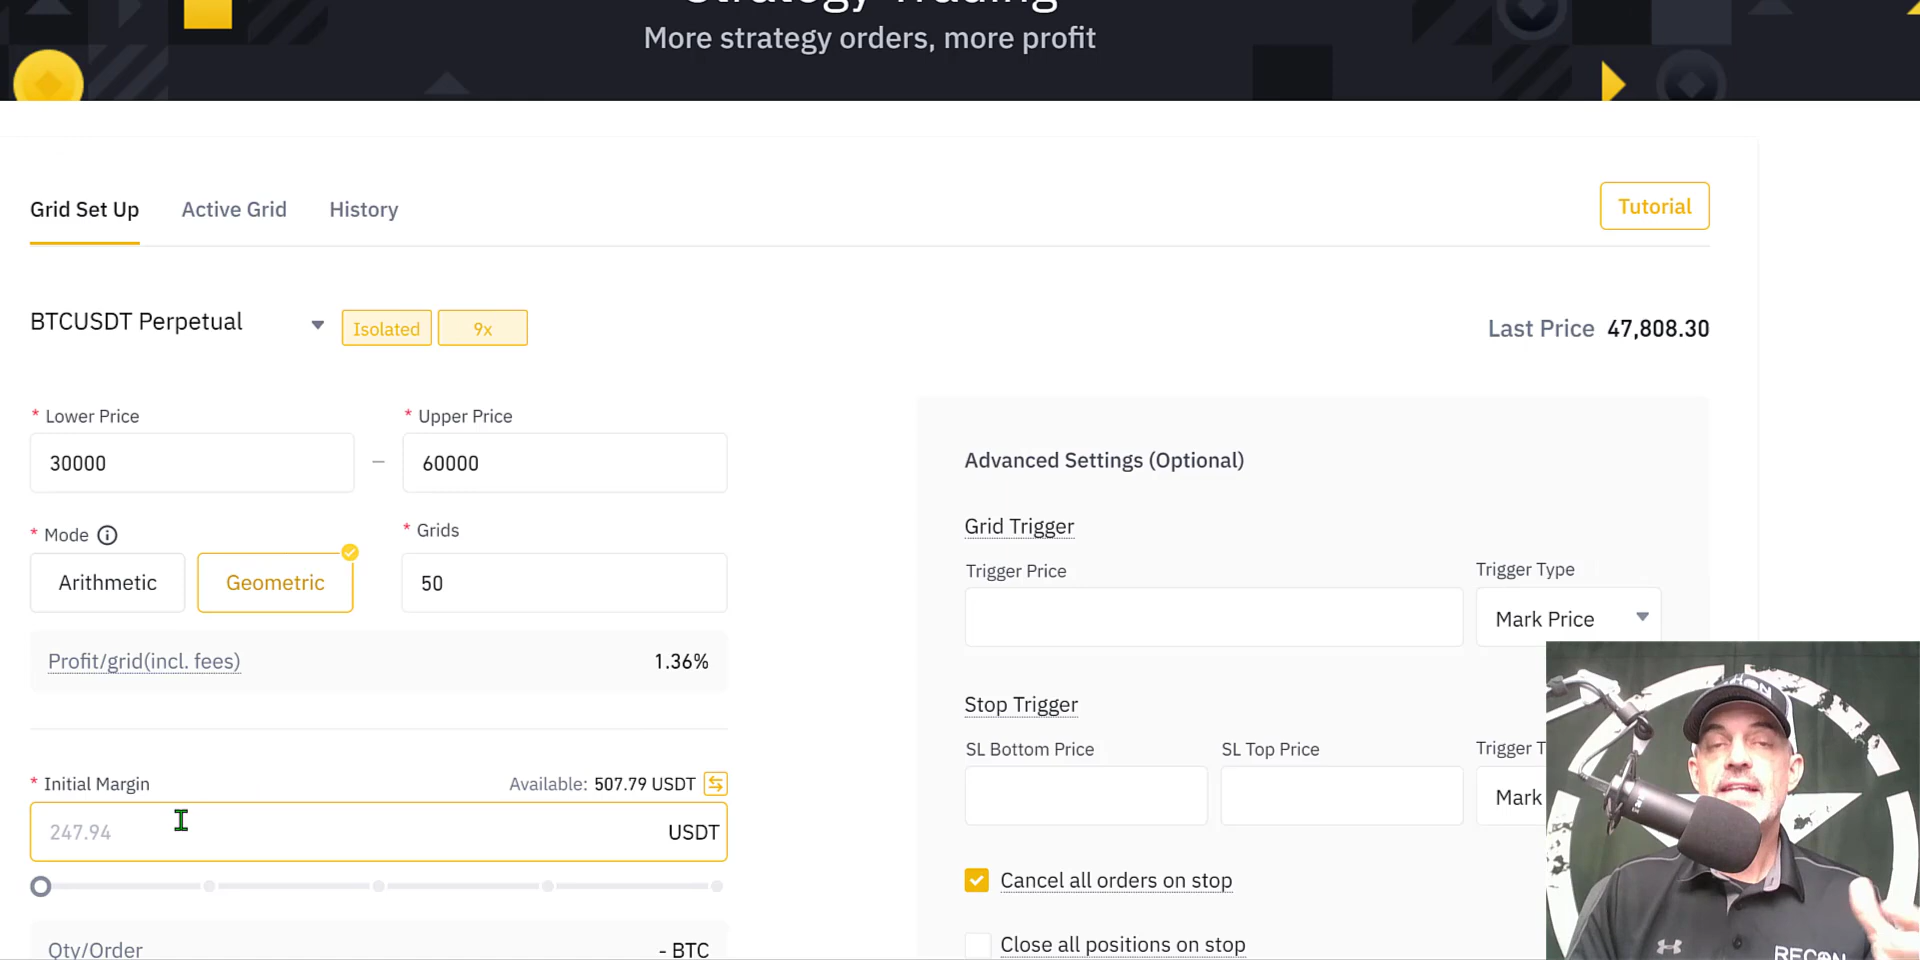 Strategy Trading
More strategy orders, more profit
Grid Set Up
Active Grid
History
Tutorial
BTCUSDT Perpetual
Isolated
9x
Last Price 47,808.30
* Lower Price
* Upper Price
30000
–
60000
* Mode
* Grids
Arithmetic
Geometric
50
Profit/grid(incl. fees)
1.36%
* Initial Margin
Available: 507.79 USDT
247.94
USDT
Qty/Order
- BTC
Advanced Settings (Optional)
Grid Trigger
Trigger Price
Trigger Type
Mark Price
Stop Trigger
SL Bottom Price
SL Top Price
Trigger T
Mark
Cancel all orders on stop
Close all positions on stop
RECON